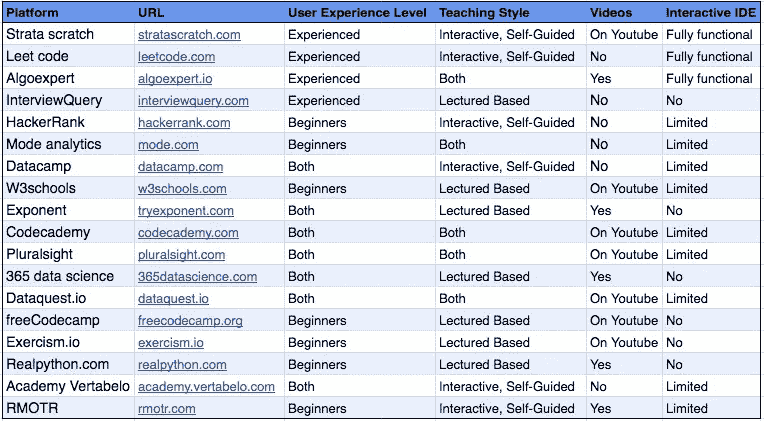 Platform URL User Experience Level Teaching Style Videos Interactive IDE
Strata scratch stratascratch.com Experienced Interactive, Self-Guided On Youtube Fully functional
Leet code leetcode.com Experienced Interactive, Self-Guided No Fully functional
Algoexpert algoexpert.io Experienced Both Yes Fully functional
InterviewQuery interviewquery.com Experienced Lectured Based No No
HackerRank hackerrank.com Beginners Interactive, Self-Guided No Limited
Mode analytics mode.com Beginners Both No Limited
Datacamp datacamp.com Both Interactive, Self-Guided No Limited
W3schools w3schools.com Beginners Lectured Based On Youtube Limited
Exponent tryexponent.com Both Lectured Based Yes No
Codecademy codecademy.com Both Both On Youtube Limited
Pluralsight pluralsight.com Both Both On Youtube Limited
365 data science 365datascience.com Both Lectured Based Yes No
Dataquest.io dataquest.io Both Both On Youtube Limited
freeCodecamp freecodecamp.org Beginners Lectured Based On Youtube No
Exercism.io exercism.io Beginners Lectured Based On Youtube No
Realpython.com realpython.com Beginners Lectured Based Yes No
Academy Vertabelo academy.vertabelo.com Both Interactive, Self-Guided No Limited
RMOTR rmotr.com Beginners Interactive, Self-Guided Yes Limited